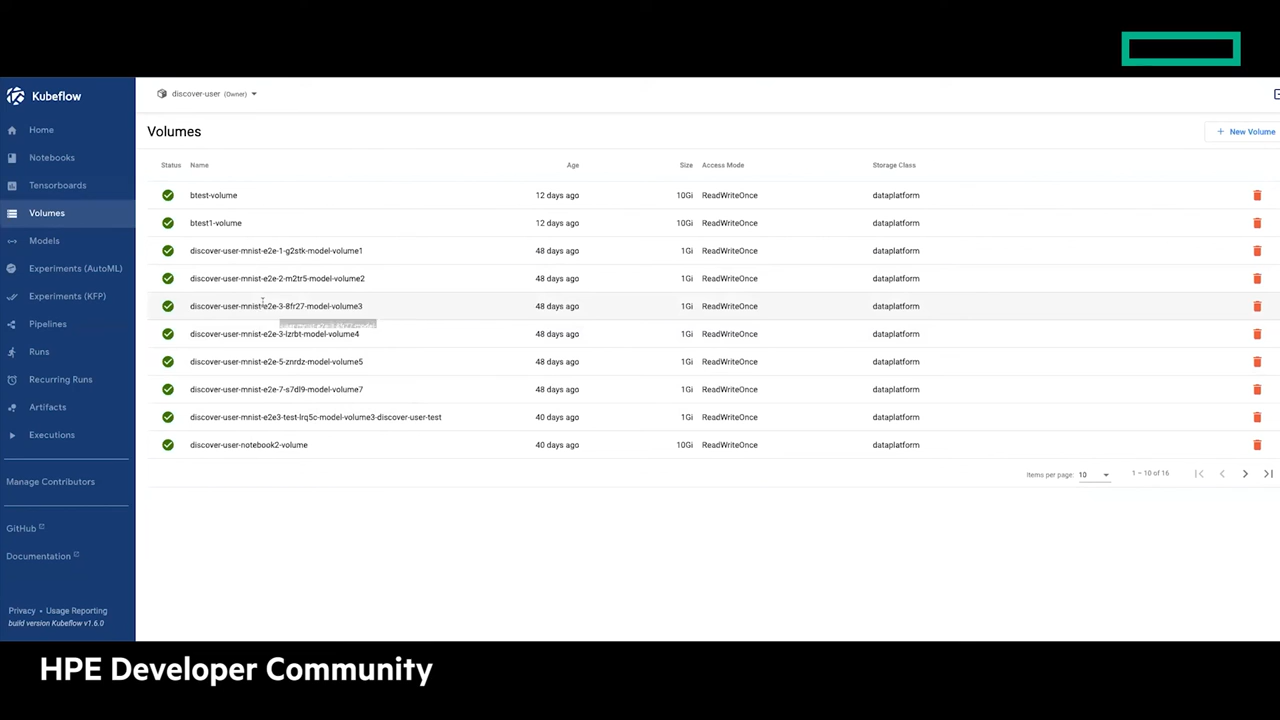 Kubeflow
discover-user (Owner)
Home
Volumes
+ New Volume
Notebooks
Status Name Age Size Access Mode Storage Class
Tensorboards
btest-volume 12 days ago 10Gi ReadWriteOnce dataplatform
Volumes
btest1-volume 12 days ago 10Gi ReadWriteOnce dataplatform
Models
discover-user-mnist-e2e-1-g2stk-model-volume1 48 days ago 1Gi ReadWriteOnce dataplatform
Experiments (AutoML)
discover-user-mnist-e2e-2-m2tr5-model-volume2 48 days ago 1Gi ReadWriteOnce dataplatform
Experiments (KFP)
discover-user-mnist-e2e-3-8fr27-model-volume3 48 days ago 1Gi ReadWriteOnce dataplatform
Pipelines
discover-user-mnist-e2e-3-lzrbt-model-volume4 48 days ago 1Gi ReadWriteOnce dataplatform
Runs
discover-user-mnist-e2e-5-znrdz-model-volume5 48 days ago 1Gi ReadWriteOnce dataplatform
Recurring Runs
discover-user-mnist-e2e-7-s7dl9-model-volume7 48 days ago 1Gi ReadWriteOnce dataplatform
Artifacts
discover-user-mnist-e2e3-test-lrq5c-model-volume3-discover-user-test 40 days ago 1Gi ReadWriteOnce dataplatform
Executions
discover-user-notebook2-volume 40 days ago 10Gi ReadWriteOnce dataplatform
Items per page: 10 1 – 10 of 16
Manage Contributors
GitHub
Documentation
Privacy • Usage Reporting
build version Kubeflow v1.6.0
HPE Developer Community